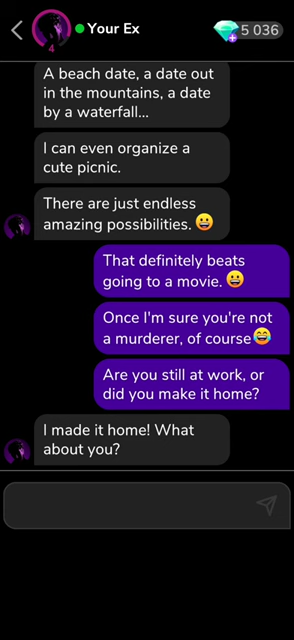 Your Ex
5 036
4
A beach date, a date out
in the mountains, a date
by a waterfall...
I can even organize a
cute picnic.
There are just endless
amazing possibilities. 😀
That definitely beats
going to a movie. 😀
Once I'm sure you're not
a murderer, of course😂
Are you still at work, or
did you make it home?
I made it home! What
about you?